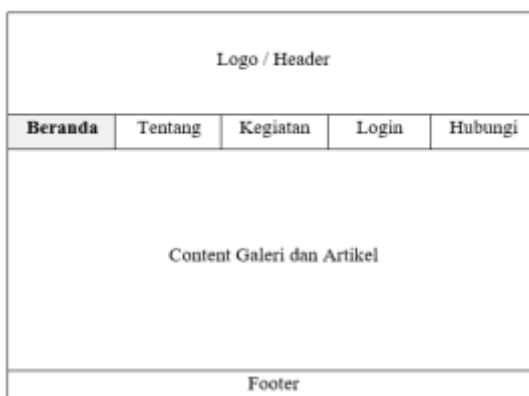 Logo / Header
Beranda Tentang Kegiatan Login Hubungi
Content Galeri dan Artikel
Footer